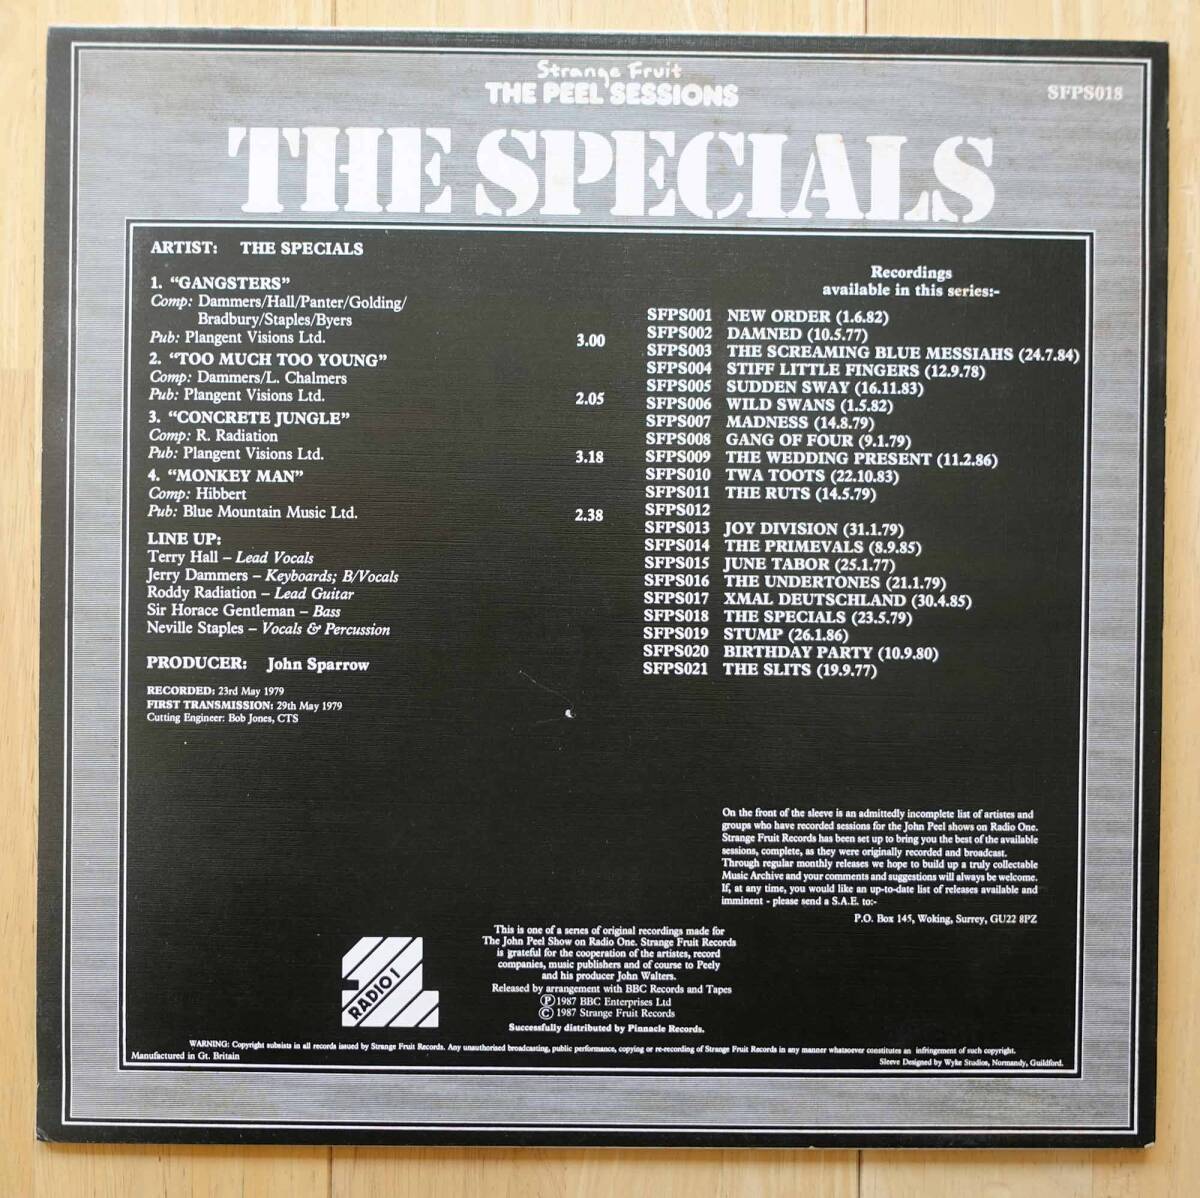 Strange Fruit
THE PEEL SESSIONS
SFPS018
THE SPECIALS
ARTIST: THE SPECIALS
1. “GANGSTERS”
Comp: Dammers/Hall/Panter/Golding/
Bradbury/Staples/Byers
Pub: Plangent Visions Ltd. 3.00
2. “TOO MUCH TOO YOUNG”
Comp: Dammers/L. Chalmers
Pub: Plangent Visions Ltd. 2.05
3. “CONCRETE JUNGLE”
Comp: R. Radiation
Pub: Plangent Visions Ltd. 3.18
4. “MONKEY MAN”
Comp: Hibbert
Pub: Blue Mountain Music Ltd. 2.38
LINE UP:
Terry Hall – Lead Vocals
Jerry Dammers – Keyboards; B/Vocals
Roddy Radiation – Lead Guitar
Sir Horace Gentleman – Bass
Neville Staples – Vocals & Percussion
PRODUCER: John Sparrow
RECORDED: 23rd May 1979
FIRST TRANSMISSION: 29th May 1979
Cutting Engineer: Bob Jones, CTS
Recordings
available in this series:-
SFPS001 NEW ORDER (1.6.82)
SFPS002 DAMNED (10.5.77)
SFPS003 THE SCREAMING BLUE MESSIAHS (24.7.84)
SFPS004 STIFF LITTLE FINGERS (12.9.78)
SFPS005 SUDDEN SWAY (16.11.83)
SFPS006 WILD SWANS (1.5.82)
SFPS007 MADNESS (14.8.79)
SFPS008 GANG OF FOUR (9.1.79)
SFPS009 THE WEDDING PRESENT (11.2.86)
SFPS010 TWA TOOTS (22.10.83)
SFPS011 THE RUTS (14.5.79)
SFPS012
SFPS013 JOY DIVISION (31.1.79)
SFPS014 THE PRIMEVALS (8.9.85)
SFPS015 JUNE TABOR (25.1.77)
SFPS016 THE UNDERTONES (21.1.79)
SFPS017 XMAL DEUTSCHLAND (30.4.85)
SFPS018 THE SPECIALS (23.5.79)
SFPS019 STUMP (26.1.86)
SFPS020 BIRTHDAY PARTY (10.9.80)
SFPS021 THE SLITS (19.9.77)
On the front of the sleeve is an admittedly incomplete list of artistes and
groups who have recorded sessions for the John Peel shows on Radio One.
Strange Fruit Records has been set up to bring you the best of the available
sessions, complete, as they were originally recorded and broadcast.
Through regular monthly releases we hope to build up a truly collectable
Music Archive and your comments and suggestions will always be welcome.
If, at any time, you would like an up-to-date list of releases available and
imminent - please send a S.A.E. to:-
P.O. Box 145, Woking, Surrey, GU22 8PZ
RADIO 1
This is one of a series of original recordings made for
The John Peel Show on Radio One. Strange Fruit Records
is grateful for the cooperation of the artistes, record
companies, music publishers and of course to Peely
and his producer John Walters.
Released by arrangement with BBC Records and Tapes
Ⓟ 1987 BBC Enterprises Ltd
© 1987 Strange Fruit Records
Successfully distributed by Pinnacle Records.
WARNING: Copyright subsists in all records issued by Strange Fruit Records. Any unauthorised broadcasting, public performance, copying or re-recording of Strange Fruit Records in any manner whatsoever constitutes an infringement of such copyright.
Manufactured in Gt. Britain
Sleeve Designed by Wyke Studios, Normandy, Guildford.